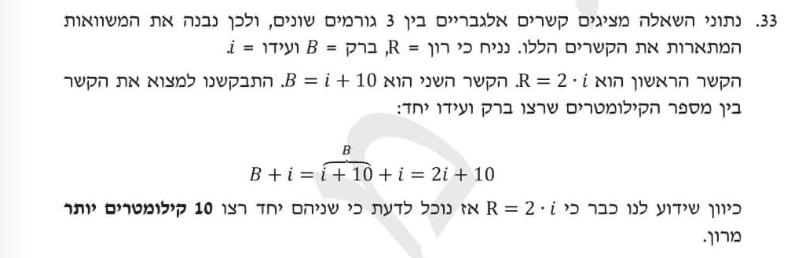 33. נתוני השאלה מציגים קשרים אלגבריים בין 3 גורמים שונים, ולכן נבנה את המשוואות
המתארות את הקשרים הללו. נניח כי רון = R, ברק = B ועידו = i.
הקשר הראשון הוא R = 2 · i. הקשר השני הוא B = i + 10. התבקשנו למצוא את הקשר
בין מספר הקילומטרים שרצו ברק ועידו יחד:
B
B + i = i + 10 + i = 2i + 10
כיוון שידוע לנו כבר כי R = 2 · i אז נוכל לדעת כי שניהם יחד רצו 10 קילומטרים יותר
מרון.